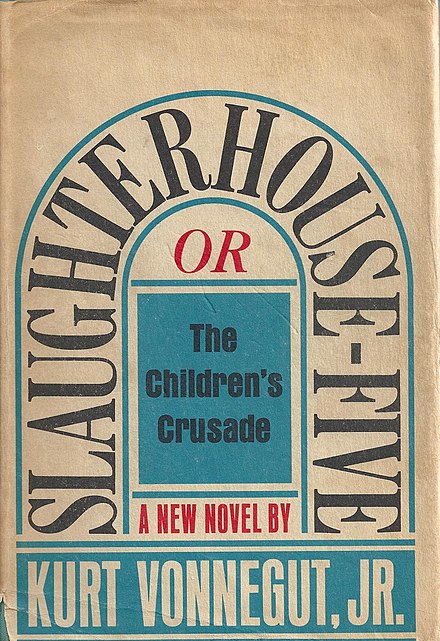 SLAUGHTERHOUSE-FIVE
OR
The
Children's
Crusade
A NEW NOVEL BY
KURT VONNEGUT, JR.